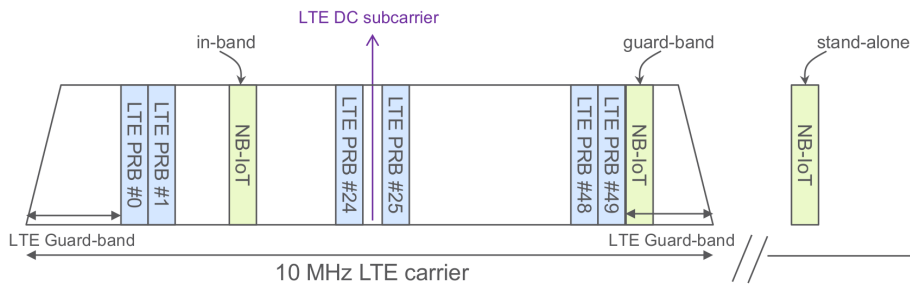 LTE DC subcarrier
in-band
guard-band
stand-alone
LTE PRB #0
LTE PRB #1
NB-IoT
LTE PRB #24
LTE PRB #25
LTE PRB #48
LTE PRB #49
NB-IoT
NB-IoT
LTE Guard-band
LTE Guard-band
10 MHz LTE carrier